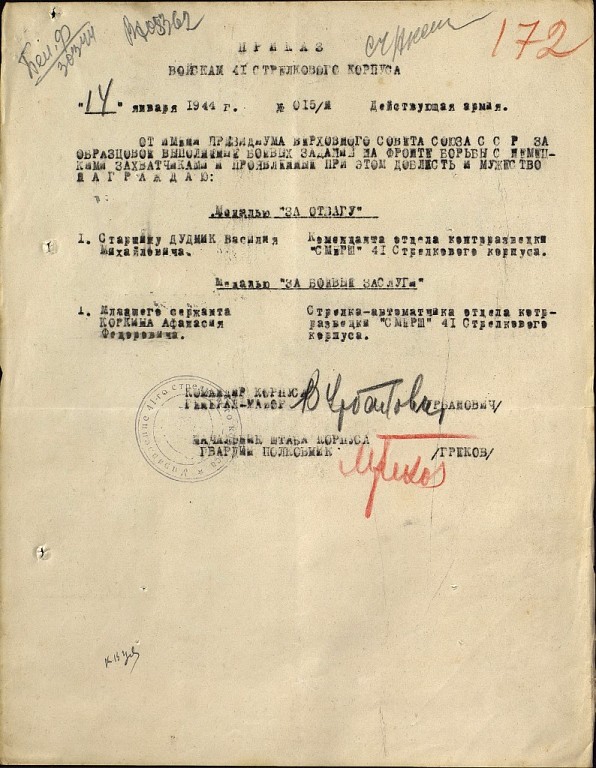 172
П Р И К А З
ВОЙСКАМ 41 СТРЕЛКОВОГО КОРПУСА
"14" января 1944 г. № 015/Н Действующая армия.
ОТ ИМЕНИ ПРЕЗИДИУМА ВЕРХОВНОГО СОВЕТА СОЮЗА С С Р ЗА
ОБРАЗЦОВОЕ ВЫПОЛНЕНИЕ БОЕВЫХ ЗАДАНИЙ НА ФРОНТЕ БОРЬБЫ С НЕМЕЦ-
КИМИ ЗАХВАТЧИКАМИ И ПРОЯВЛЕННЫЕ ПРИ ЭТОМ ДОБЛЕСТЬ И МУЖЕСТВО
Н А Г Р А Ж Д А Ю:
Медалью "ЗА ОТВАГУ"
1. Старшину ДУДНИК Василия Коменданта отдела контрразведки
Михайловича. "СМЕРШ" 41 Стрелкового корпуса.
Медалью "ЗА БОЕВЫЕ ЗАСЛУГИ"
1. Младшего сержанта Стрелка-автоматчика отдела котр-
КОРКИНА Афанасия разведки "СМЕРШ" 41 Стрелкового
Федоровича. корпуса.
КОМАНДИР КОРПУСА
ГЕНЕРАЛ-МАЙОР УРБАНОВИЧ/
НАЧАЛЬНИК ШТАБА КОРПУСА
ГВАРДИИ ПОЛКОВНИК /ГРЕКОВ/